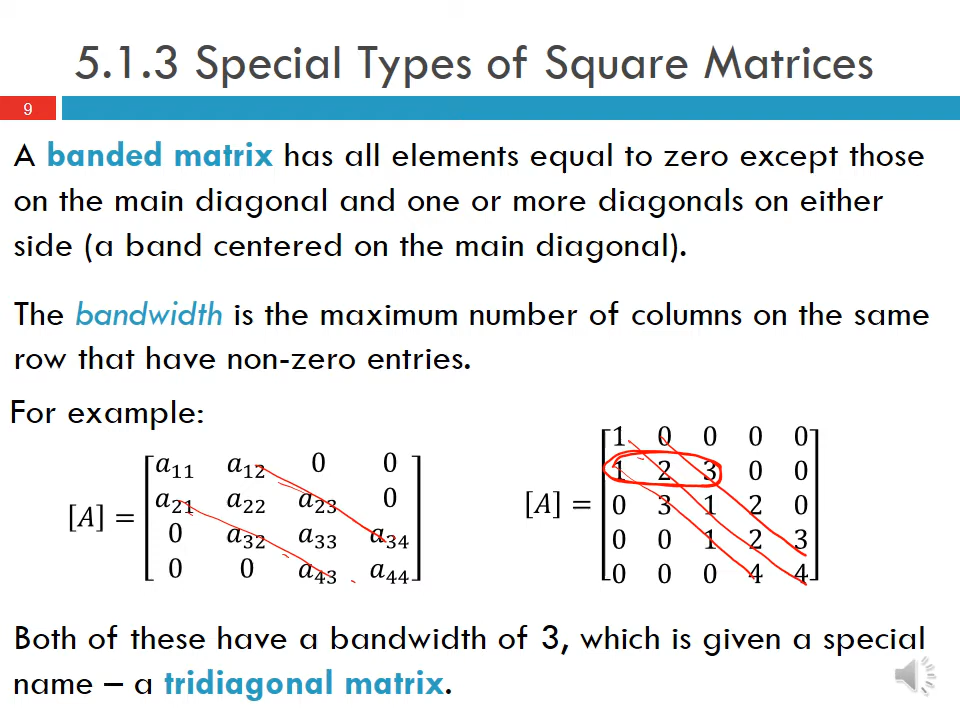 5.1.3 Special Types of Square Matrices
9
A banded matrix has all elements equal to zero except those
on the main diagonal and one or more diagonals on either
side (a band centered on the main diagonal).
The bandwidth is the maximum number of columns on the same
row that have non-zero entries.
For example:
[A] =
a₁₁ a₁₂ 0 0
a₂₁ a₂₂ a₂₃ 0
0 a₃₂ a₃₃ a₃₄
0 0 a₄₃ a₄₄
[A] =
1 0 0 0 0
1 2 3 0 0
0 3 1 2 0
0 0 1 2 3
0 0 0 4 4
Both of these have a bandwidth of 3, which is given a special
name – a tridiagonal matrix.